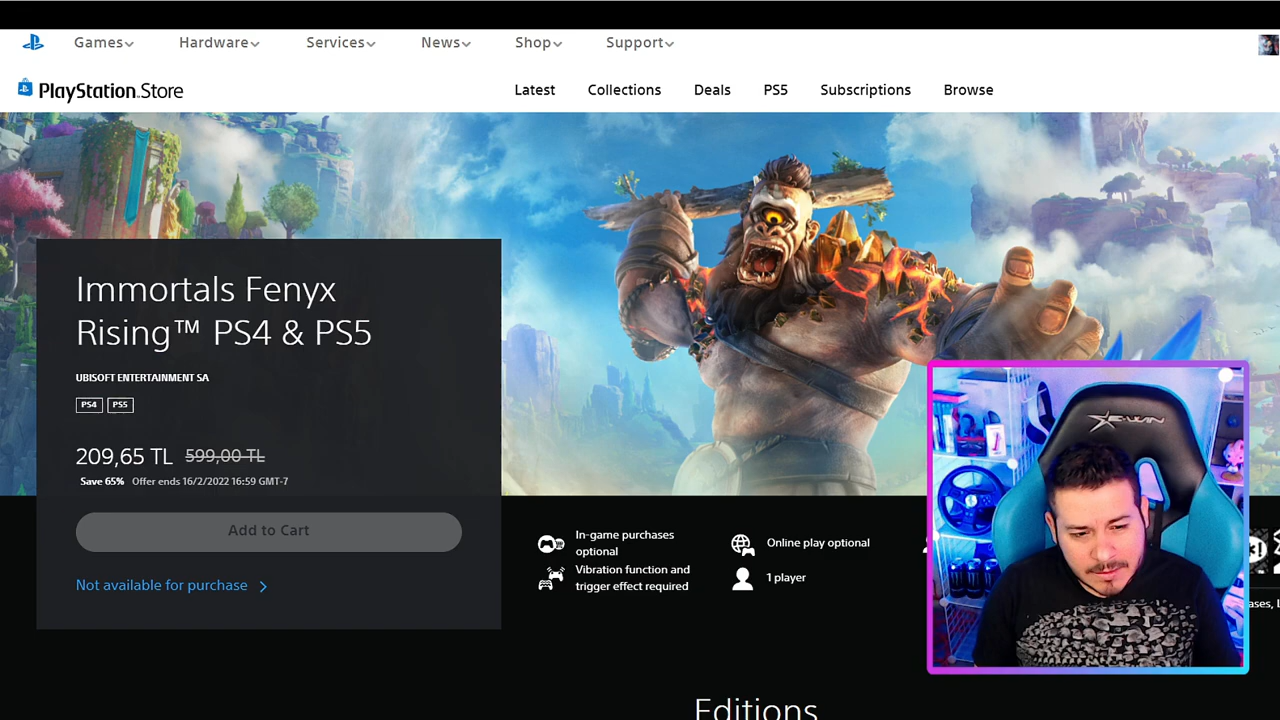 Games
Hardware
Services
News
Shop
Support
PlayStation.Store
Latest
Collections
Deals
PS5
Subscriptions
Browse
Immortals Fenyx
Rising™ PS4 & PS5
UBISOFT ENTERTAINMENT SA
PS4 PS5
209,65 TL 599,00 TL
Save 65% Offer ends 16/2/2022 16:59 GMT-7
Add to Cart
Not available for purchase
In-game purchases
optional
Vibration function and
trigger effect required
Online play optional
1 player
Editions